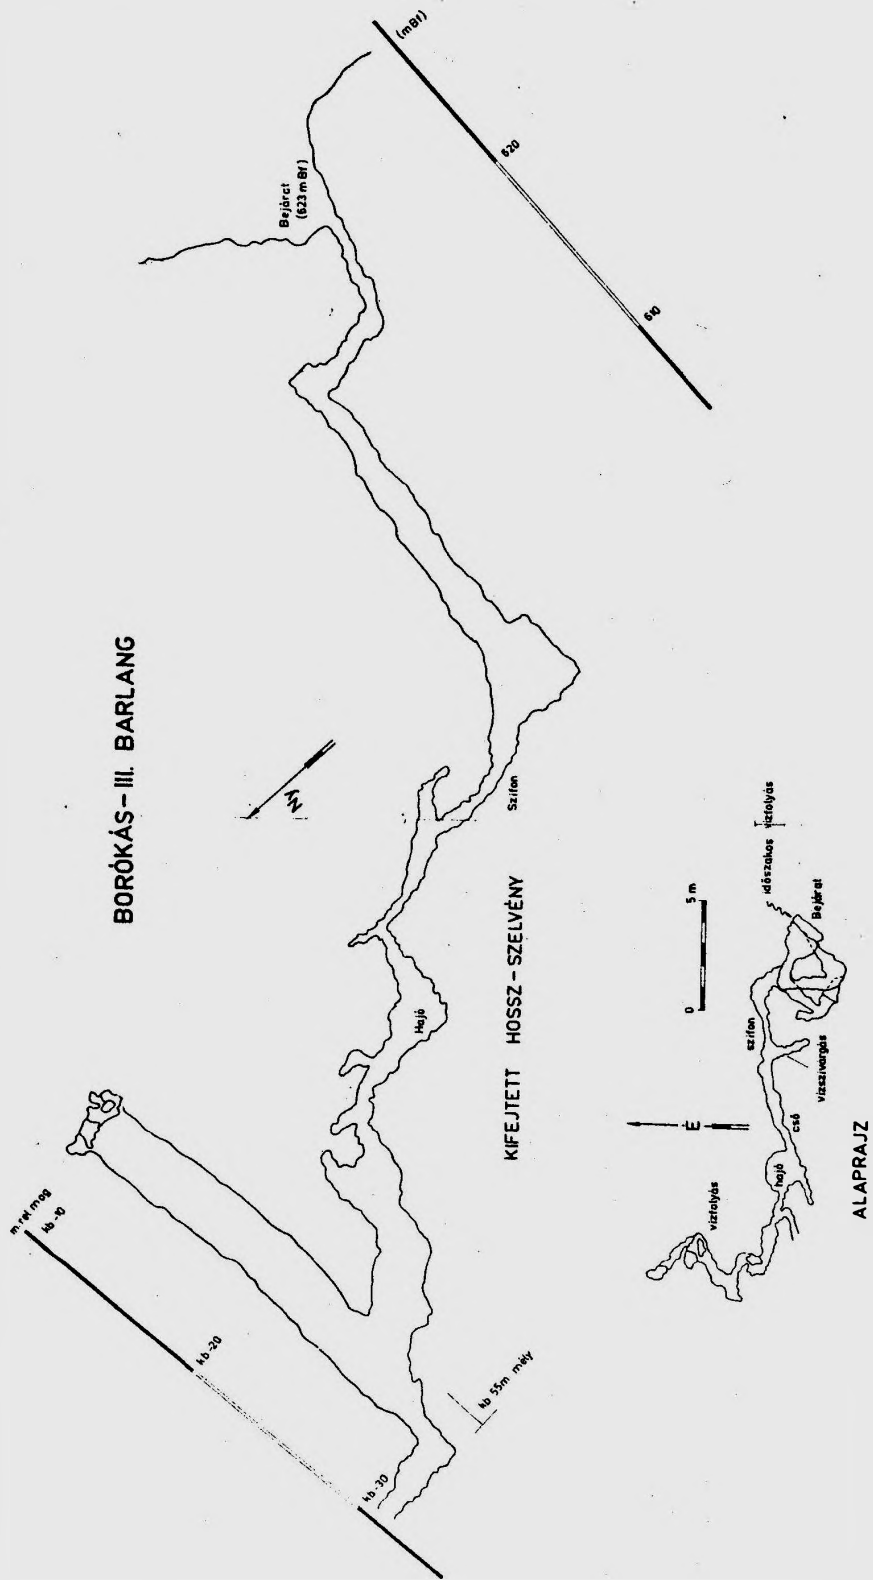 BORÓKÁS-III. BARLANG
m.rel mag
kb-10
kb-20
kb-30
kb 55m mély
Hajó
Szifon
Bejárat
(623 mBf)
(mBf)
620
610
KIFEJTETT HOSSZ-SZELVÉNY
0
5 m
É
vízfolyás
hajó
cső
szifon
vízszivárgás
időszakos vízfolyás
Bejárat
ALAPRAJZ